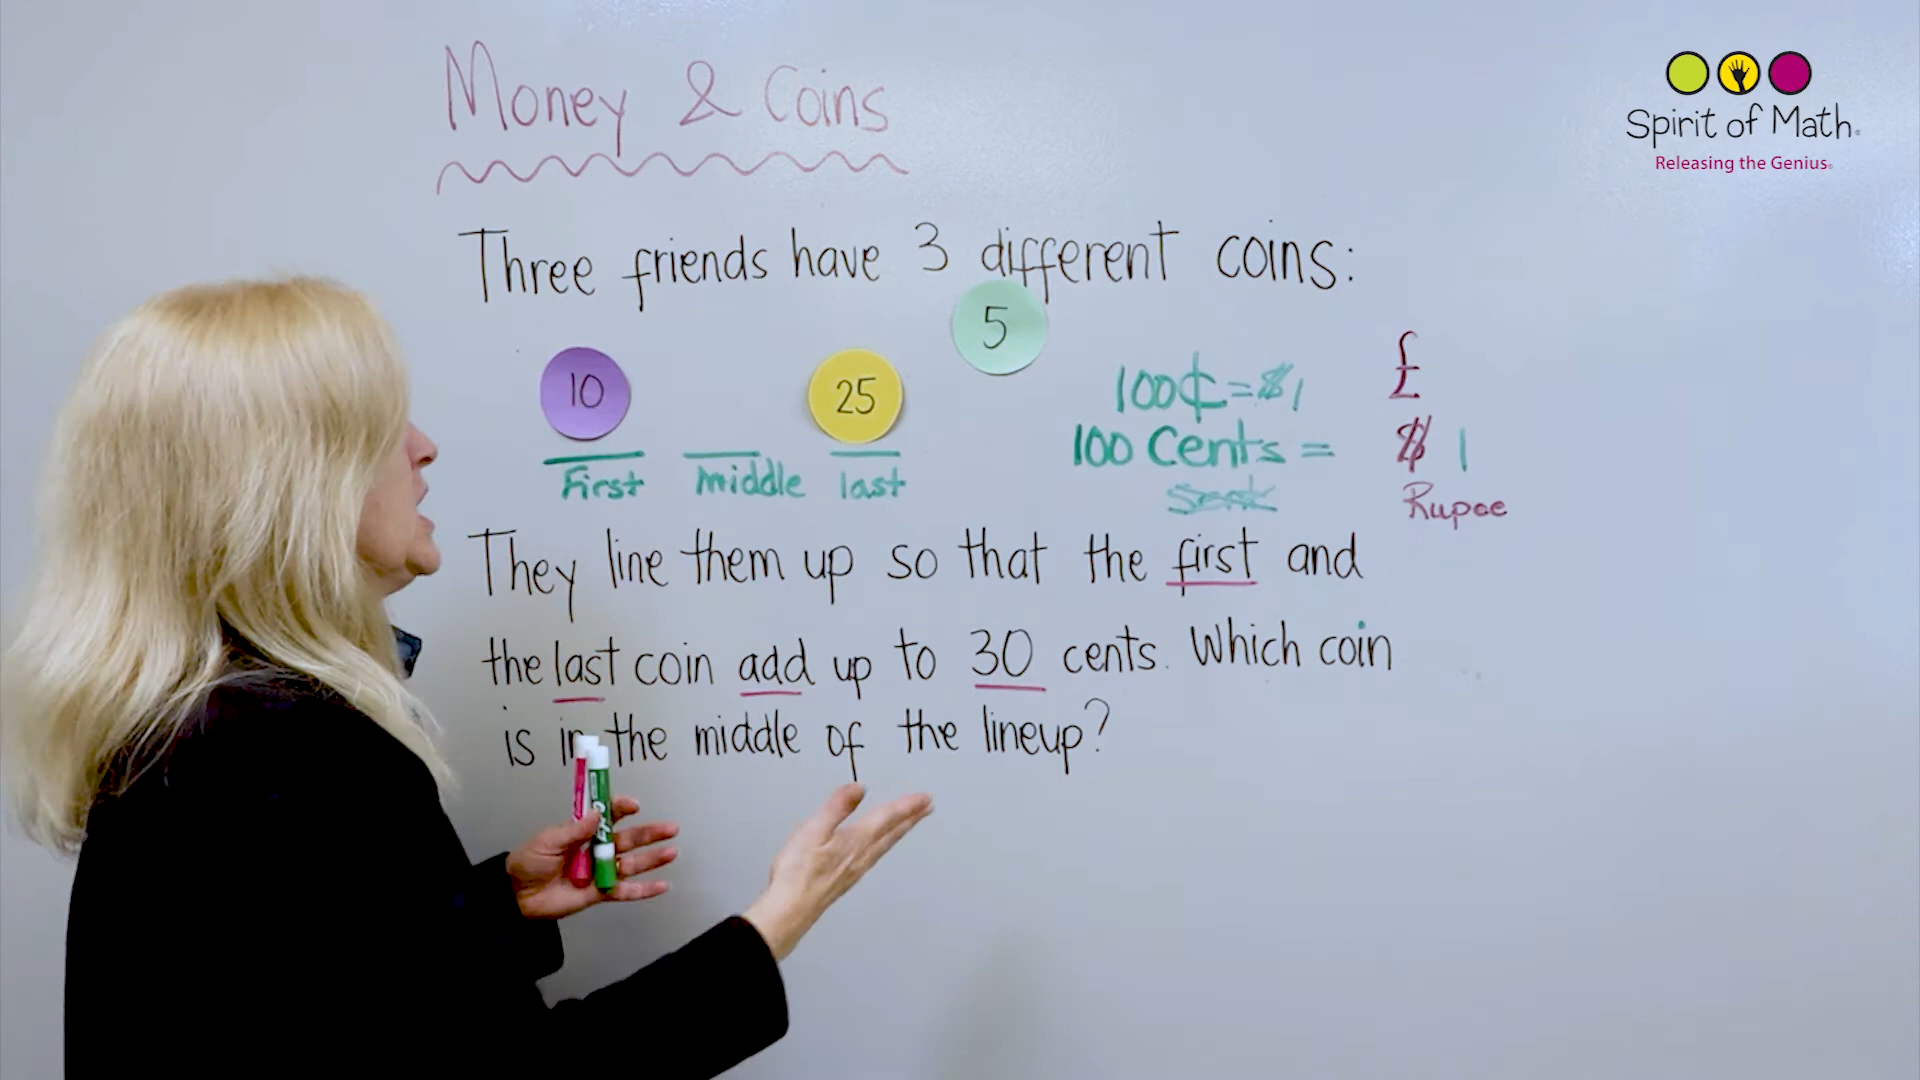 Money & Coins
Spirit of Math
Releasing the Genius
Three friends have 3 different coins:
5
10
25
100¢ = $1
£
100 Cents = $ 1
First middle last
Rupee
They line them up so that the first and
the last coin add up to 30 cents. Which coin
is in the middle of the lineup?